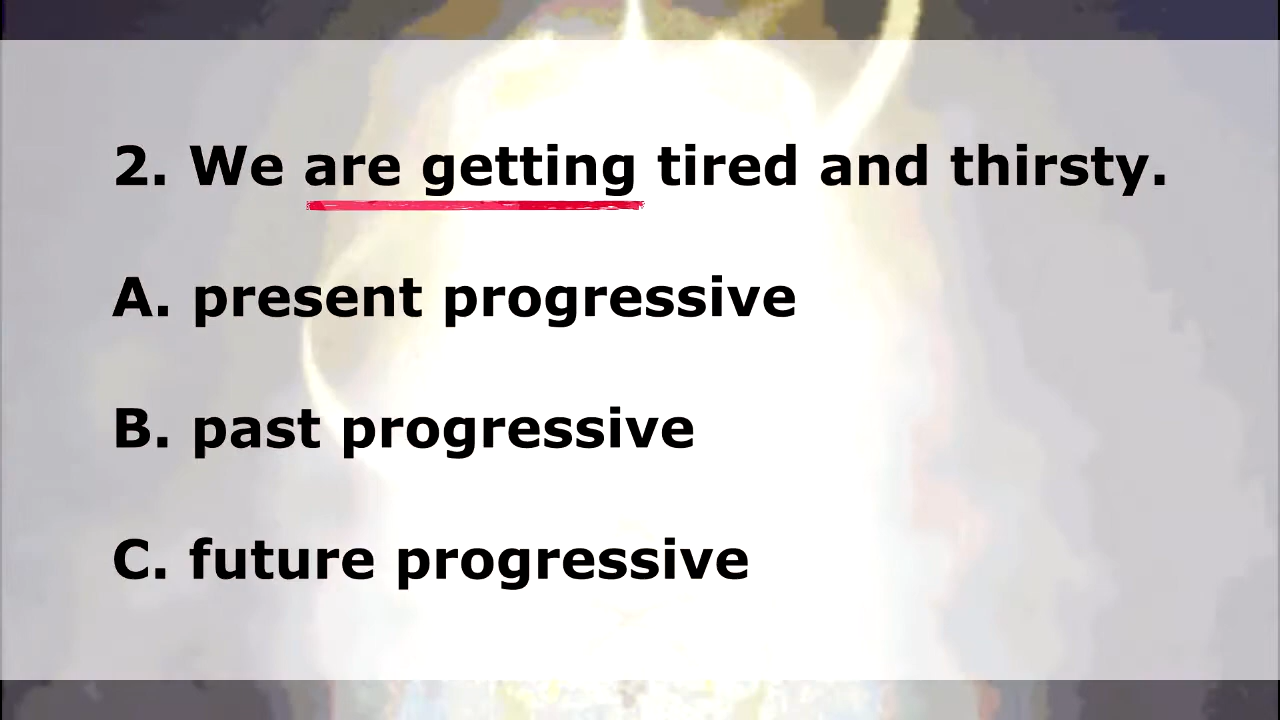 2. We are getting tired and thirsty.
A. present progressive
B. past progressive
C. future progressive